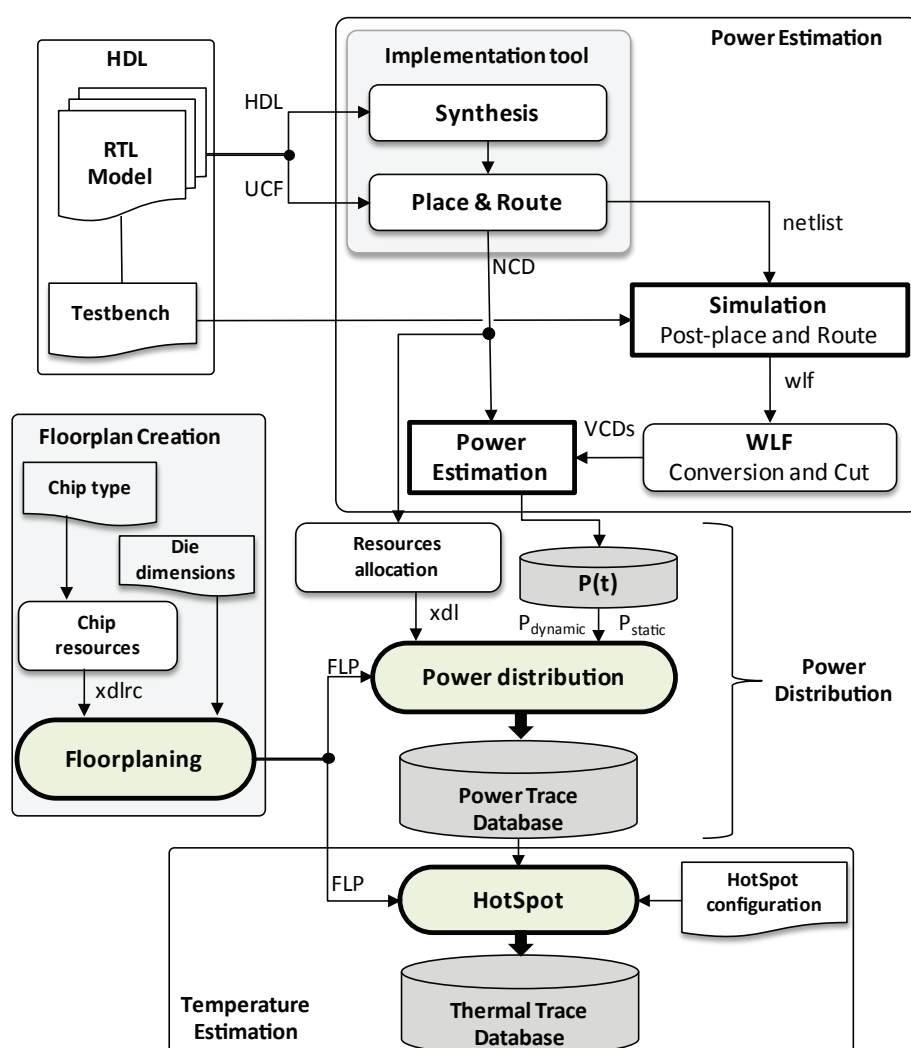 HDL
RTL
Model
Testbench
HDL
UCF
Power Estimation
Implementation tool
Synthesis
Place & Route
NCD
netlist
Simulation
Post-place and Route
wlf
WLF
Conversion and Cut
VCDs
Power
Estimation
Floorplan Creation
Chip type
Die
dimensions
Chip
resources
xdlrc
Floorplaning
Resources
allocation
xdl
P(t)
Pdynamic
Pstatic
FLP
Power distribution
Power
Distribution
Power Trace
Database
FLP
HotSpot
HotSpot
configuration
Temperature
Estimation
Thermal Trace
Database